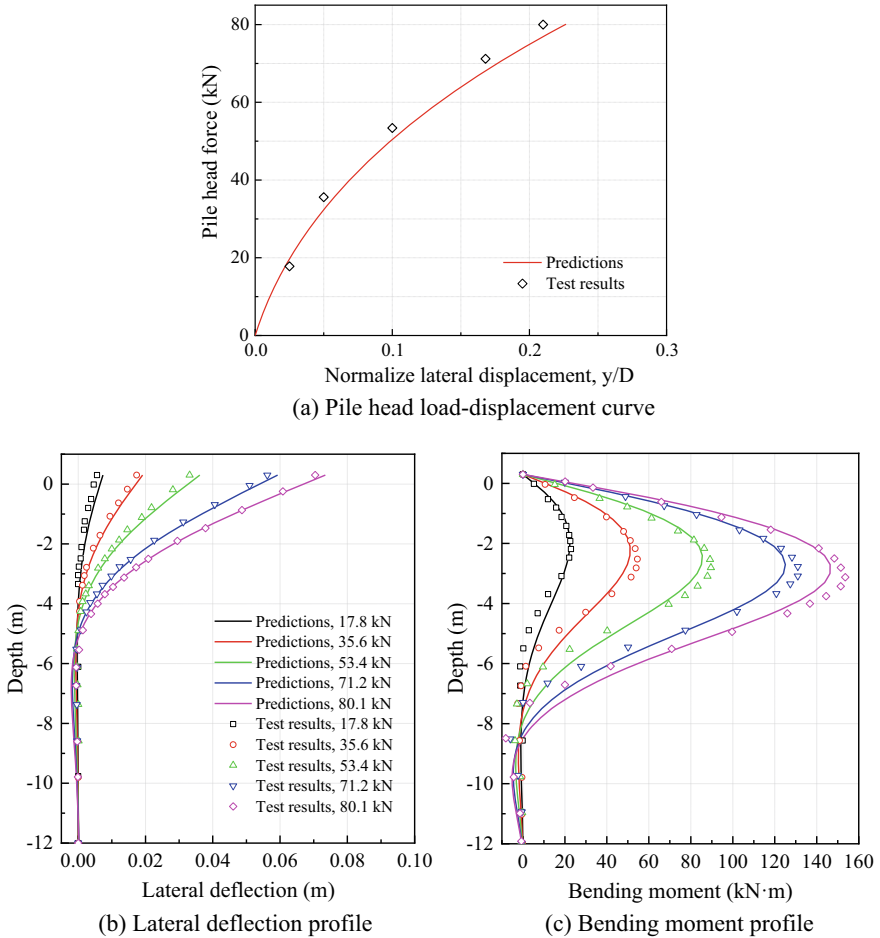 80
60
40
20
0
Pile head force (kN)
Predictions
Test results
0.0
0.1
0.2
0.3
Normalize lateral displacement, y/D
(a) Pile head load-displacement curve
0
-2
-4
-6
-8
-10
-12
Depth (m)
Predictions, 17.8 kN
Predictions, 35.6 kN
Predictions, 53.4 kN
Predictions, 71.2 kN
Predictions, 80.1 kN
Test results, 17.8 kN
Test results, 35.6 kN
Test results, 53.4 kN
Test results, 71.2 kN
Test results, 80.1 kN
0.00
0.02
0.04
0.06
0.08
0.10
Lateral deflection (m)
(b) Lateral deflection profile
0
-2
-4
-6
-8
-10
-12
Depth (m)
0
20
40
60
80
100
120
140
160
Bending moment (kN·m)
(c) Bending moment profile